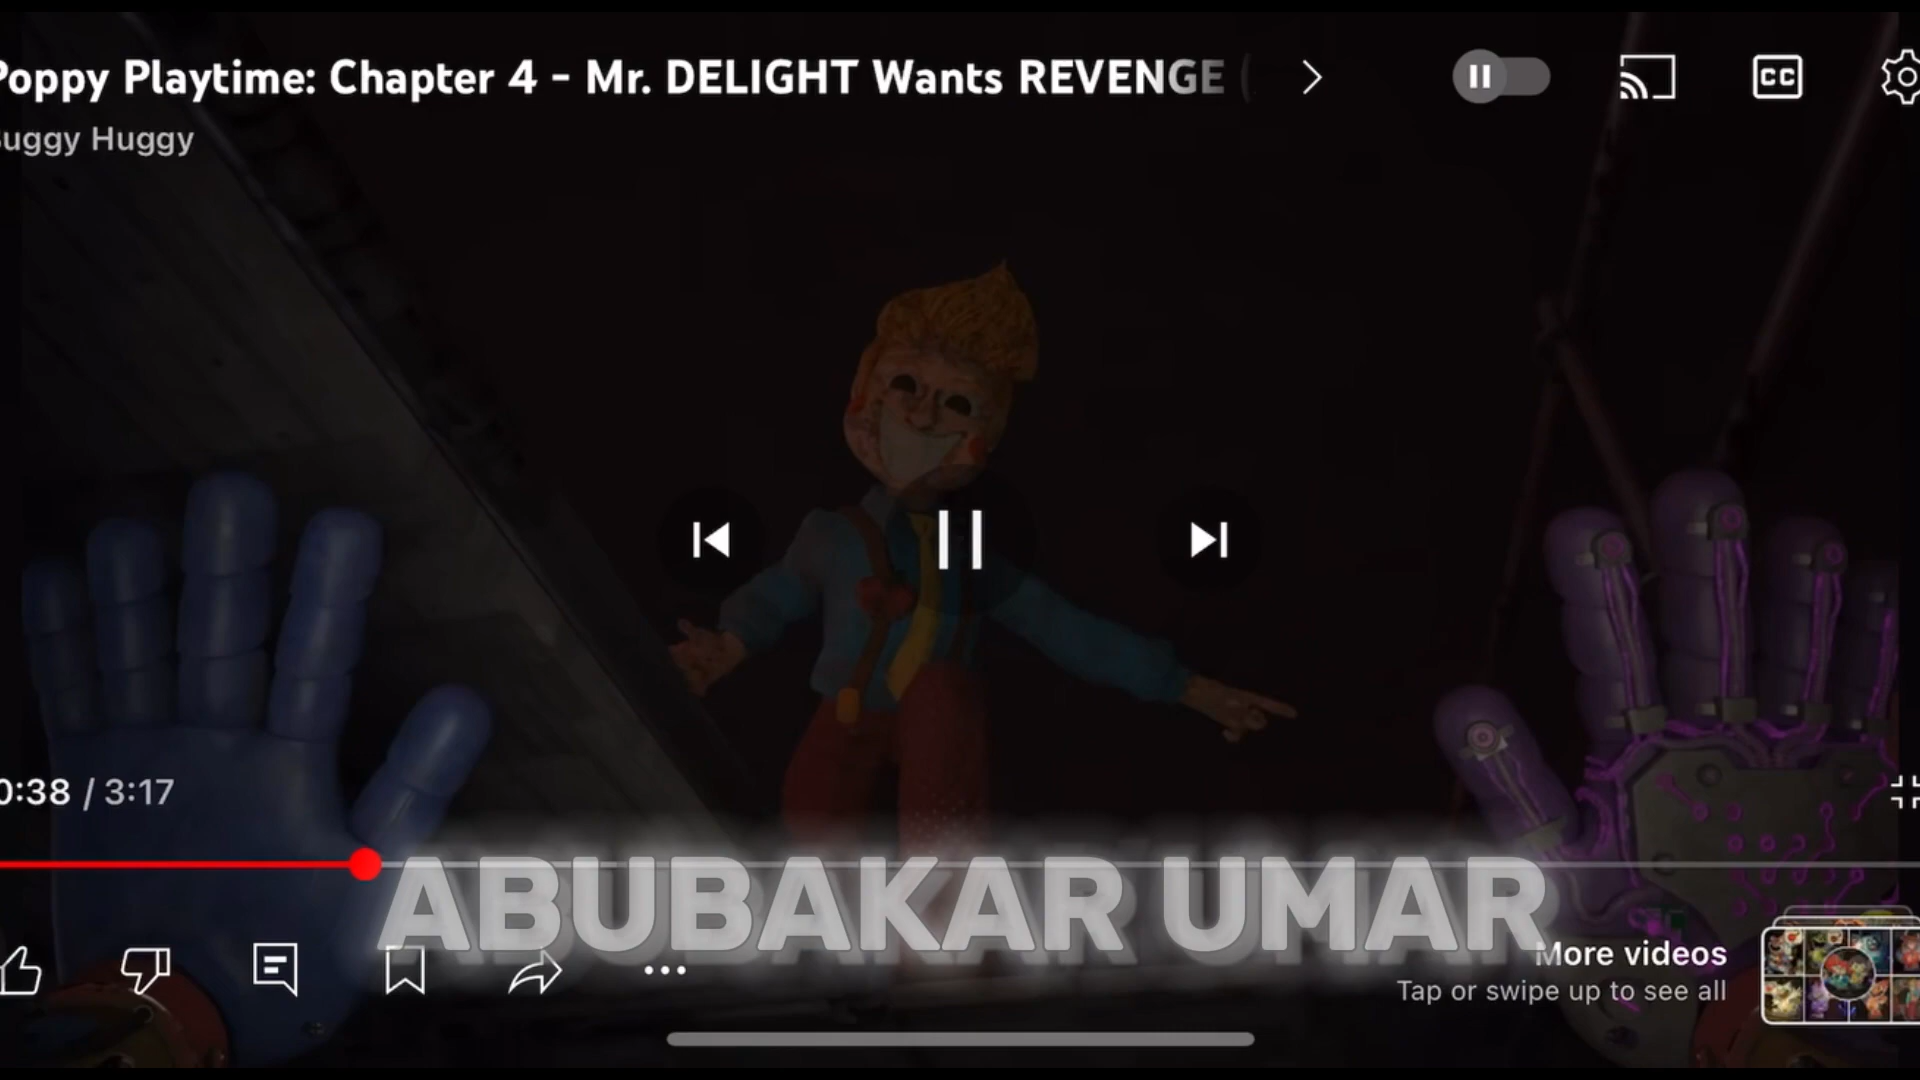 Poppy Playtime: Chapter 4 - Mr. DELIGHT Wants REVENGE (
CC
uggy Huggy
0:38 / 3:17
ABUBAKAR UMAR
More videos
Tap or swipe up to see all